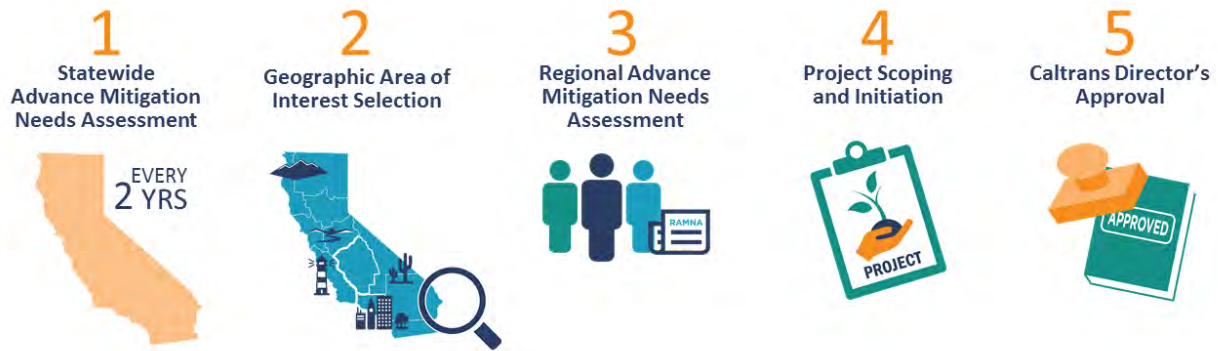 1
Statewide
Advance Mitigation
Needs Assessment
EVERY
2 YRS
2
Geographic Area of
Interest Selection
3
Regional Advance
Mitigation Needs
Assessment
RAMNA
4
Project Scoping
and Initiation
PROJECT
5
Caltrans Director's
Approval
APPROVED